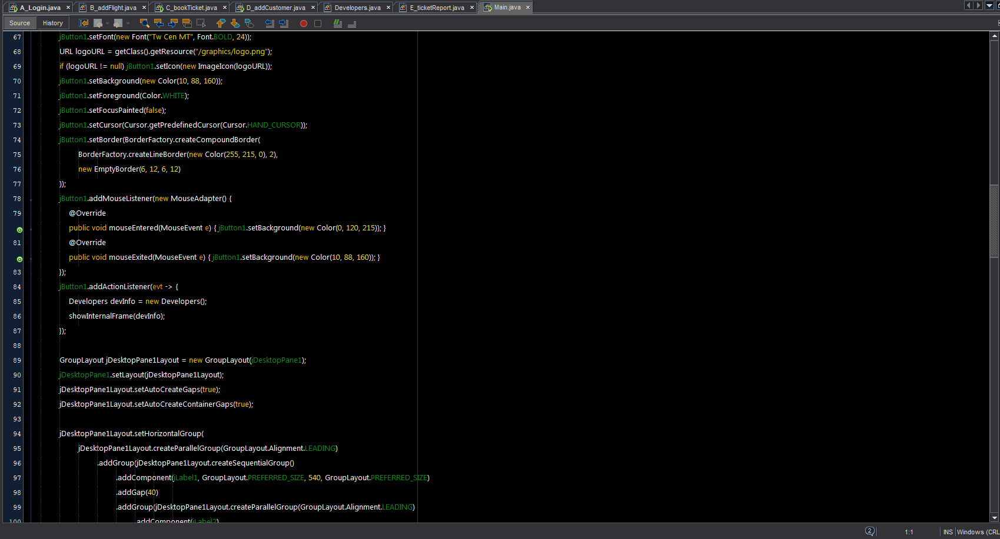 A_Login.java × B_addFlight.java × C_bookTicket.java × D_addCustomer.java × Developers.java × E_ticketReport.java × Main.java ×
Source History
67 jButton1.setFont(new Font("Tw Cen MT", Font.BOLD, 24));
68 URL logoURL = getClass().getResource("/graphics/logo.png");
69 if (logoURL != null) jButton1.setIcon(new ImageIcon(logoURL));
70 jButton1.setBackground(new Color(10, 88, 160));
71 jButton1.setForeground(Color.WHITE);
72 jButton1.setFocusPainted(false);
73 jButton1.setCursor(Cursor.getPredefinedCursor(Cursor.HAND_CURSOR));
74 jButton1.setBorder(BorderFactory.createCompoundBorder(
75 BorderFactory.createLineBorder(new Color(255, 215, 0), 2),
76 new EmptyBorder(6, 12, 6, 12)
77 ));
78 jButton1.addMouseListener(new MouseAdapter() {
79 @Override
public void mouseEntered(MouseEvent e) { jButton1.setBackground(new Color(0, 120, 215)); }
81 @Override
public void mouseExited(MouseEvent e) { jButton1.setBackground(new Color(10, 88, 160)); }
83 });
84 jButton1.addActionListener(evt -> {
85 Developers devInfo = new Developers();
86 showInternalFrame(devInfo);
87 });
88
89 GroupLayout jDesktopPane1Layout = new GroupLayout(jDesktopPane1);
90 jDesktopPane1.setLayout(jDesktopPane1Layout);
91 jDesktopPane1Layout.setAutoCreateGaps(true);
92 jDesktopPane1Layout.setAutoCreateContainerGaps(true);
93
94 jDesktopPane1Layout.setHorizontalGroup(
95 jDesktopPane1Layout.createParallelGroup(GroupLayout.Alignment.LEADING)
96 .addGroup(jDesktopPane1Layout.createSequentialGroup()
97 .addComponent(jLabel1, GroupLayout.PREFERRED_SIZE, 540, GroupLayout.PREFERRED_SIZE)
98 .addGap(40)
99 .addGroup(jDesktopPane1Layout.createParallelGroup(GroupLayout.Alignment.LEADING)
100 .addComponent(jLabel2)
2 1:1 INS Windows (CRL